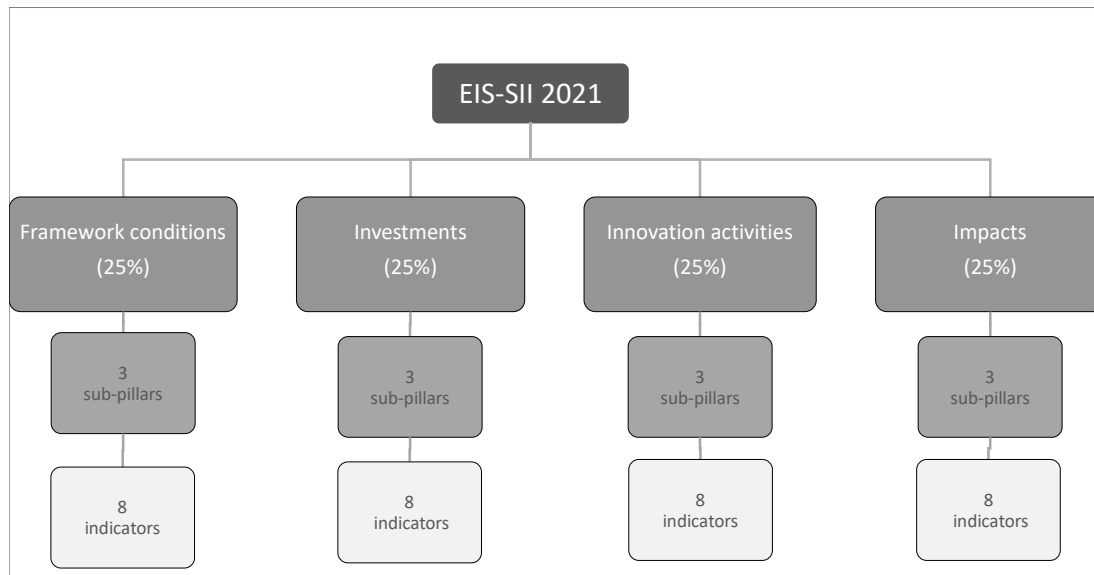 EIS-SII 2021
Framework conditions
(25%)
Investments
(25%)
Innovation activities
(25%)
Impacts
(25%)
3
sub-pillars
3
sub-pillars
3
sub-pillars
3
sub-pillars
8
indicators
8
indicators
8
indicators
8
indicators